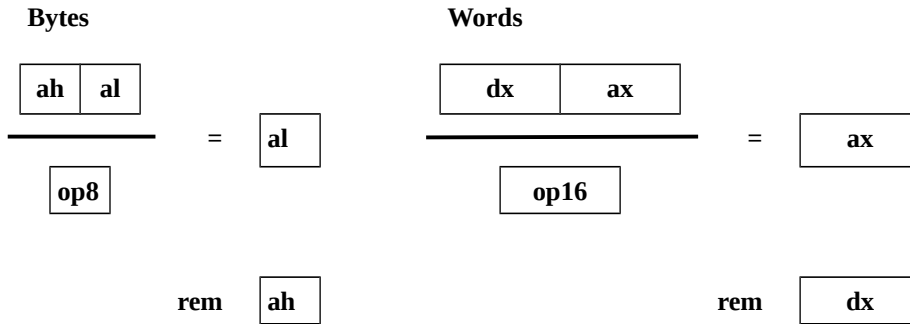 Bytes
Words
ah al
dx ax
= al
= ax
op8
op16
rem ah
rem dx